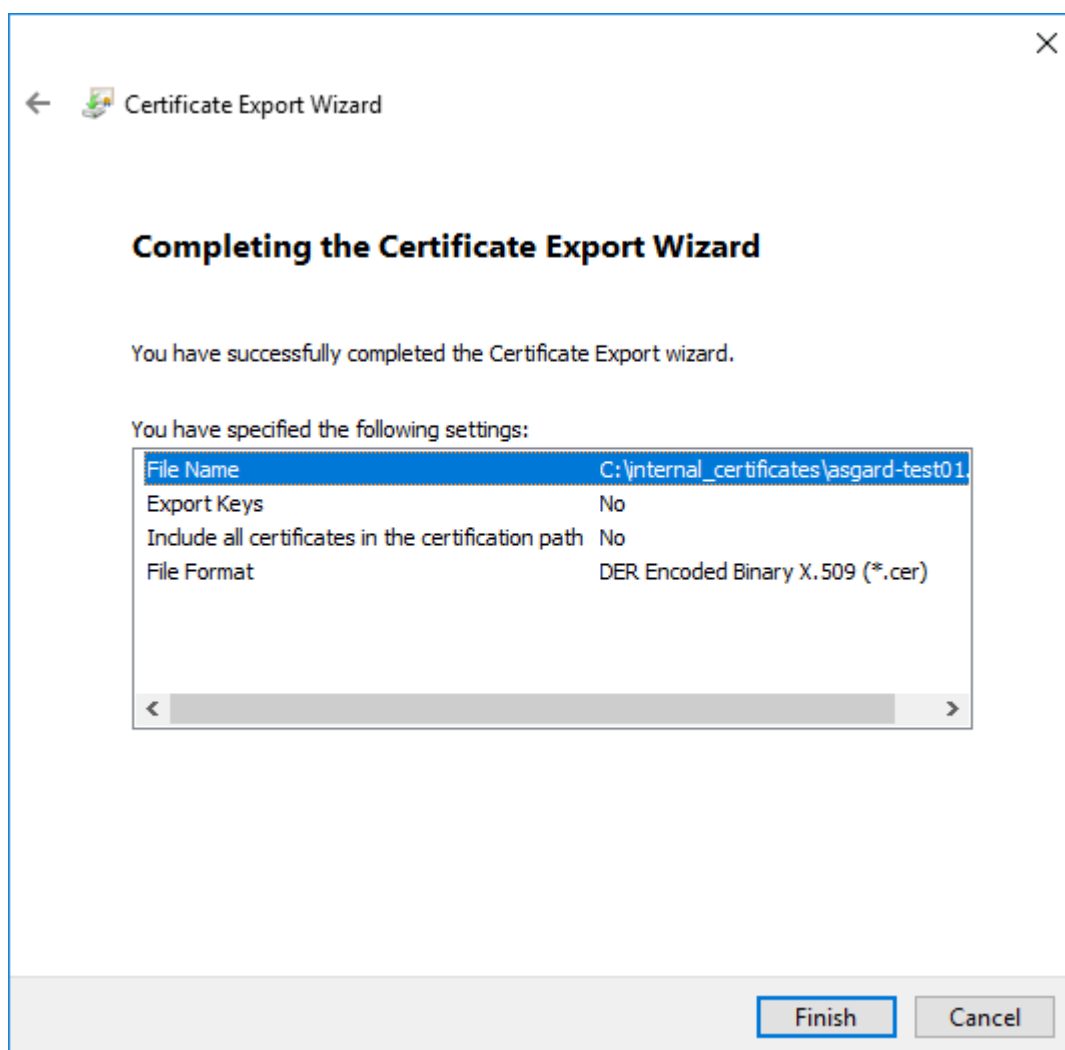 Certificate Export Wizard
Completing the Certificate Export Wizard
You have successfully completed the Certificate Export wizard.
You have specified the following settings:
File Name C:\internal_certificates\asgard-test01.
Export Keys No
Include all certificates in the certification path No
File Format DER Encoded Binary X.509 (*.cer)
Finish Cancel